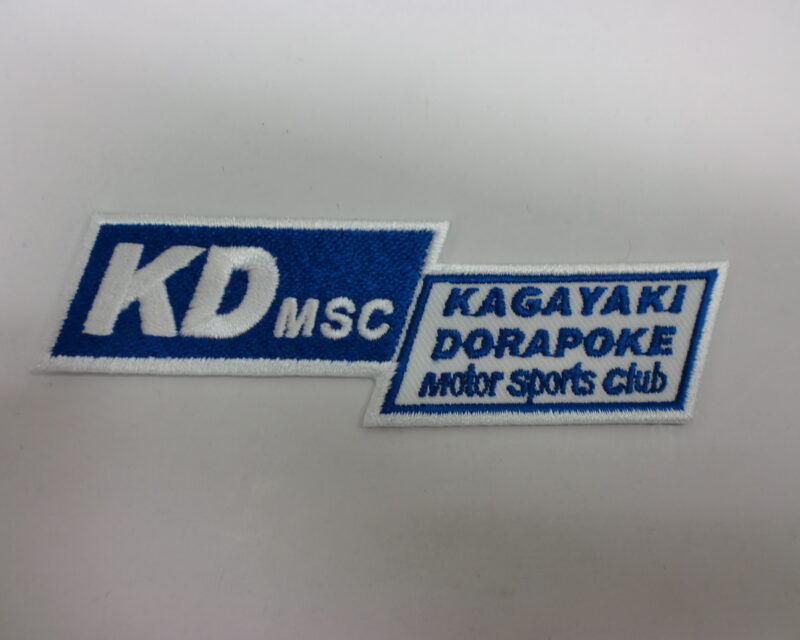 KD MSC
KAGAYAKI
DORAPOKE
Motor Sports Club